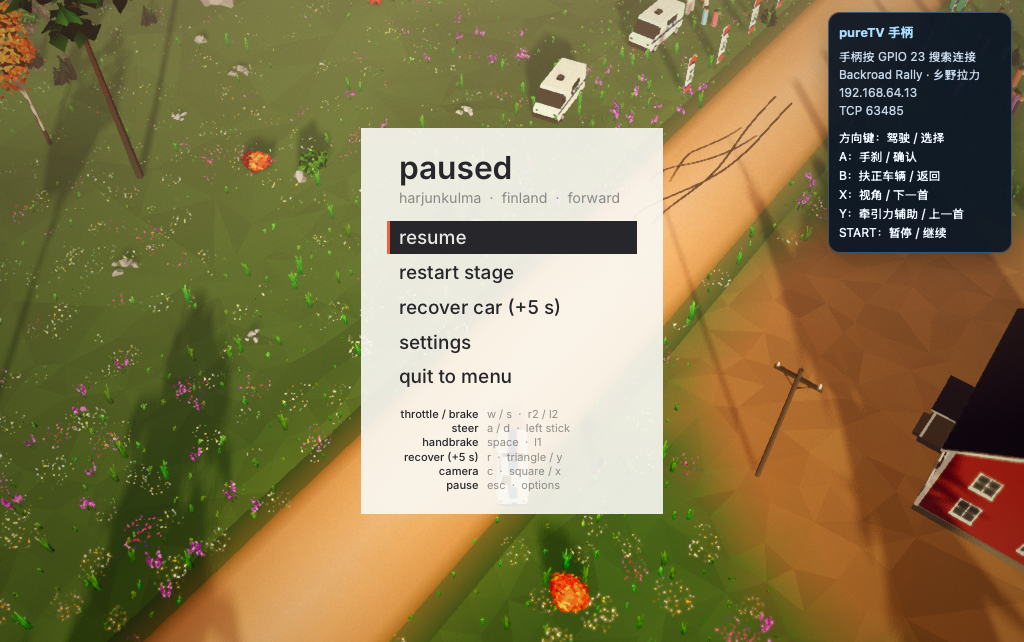 paused
harjunkulma · finland · forward
resume
restart stage
recover car (+5 s)
settings
quit to menu
throttle / brake w / s · r2 / l2
steer a / d · left stick
handbrake space · l1
recover (+5 s) r · triangle / y
camera c · square / x
pause esc · options
pureTV 手柄
手柄按 GPIO 23 搜索连接
Backroad Rally · 乡野拉力
192.168.64.13
TCP 63485
方向键：驾驶 / 选择
A：手刹 / 确认
B：扶正车辆 / 返回
X：视角 / 下一首
Y：牵引力辅助 / 上一首
START：暂停 / 继续